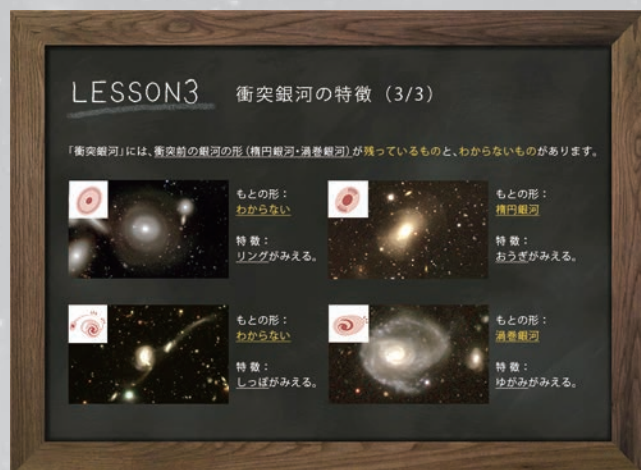 LESSON3 衝突銀河の特徴（3/3）
「衝突銀河」には、衝突前の銀河の形（楕円銀河・渦巻銀河）が残っているものと、わからないものがあります。
もとの形：
わからない
特徴：
リングがみえる。
もとの形：
楕円銀河
特徴：
おうぎがみえる。
もとの形：
わからない
特徴：
しっぽがみえる。
もとの形：
渦巻銀河
特徴：
ゆがみがみえる。